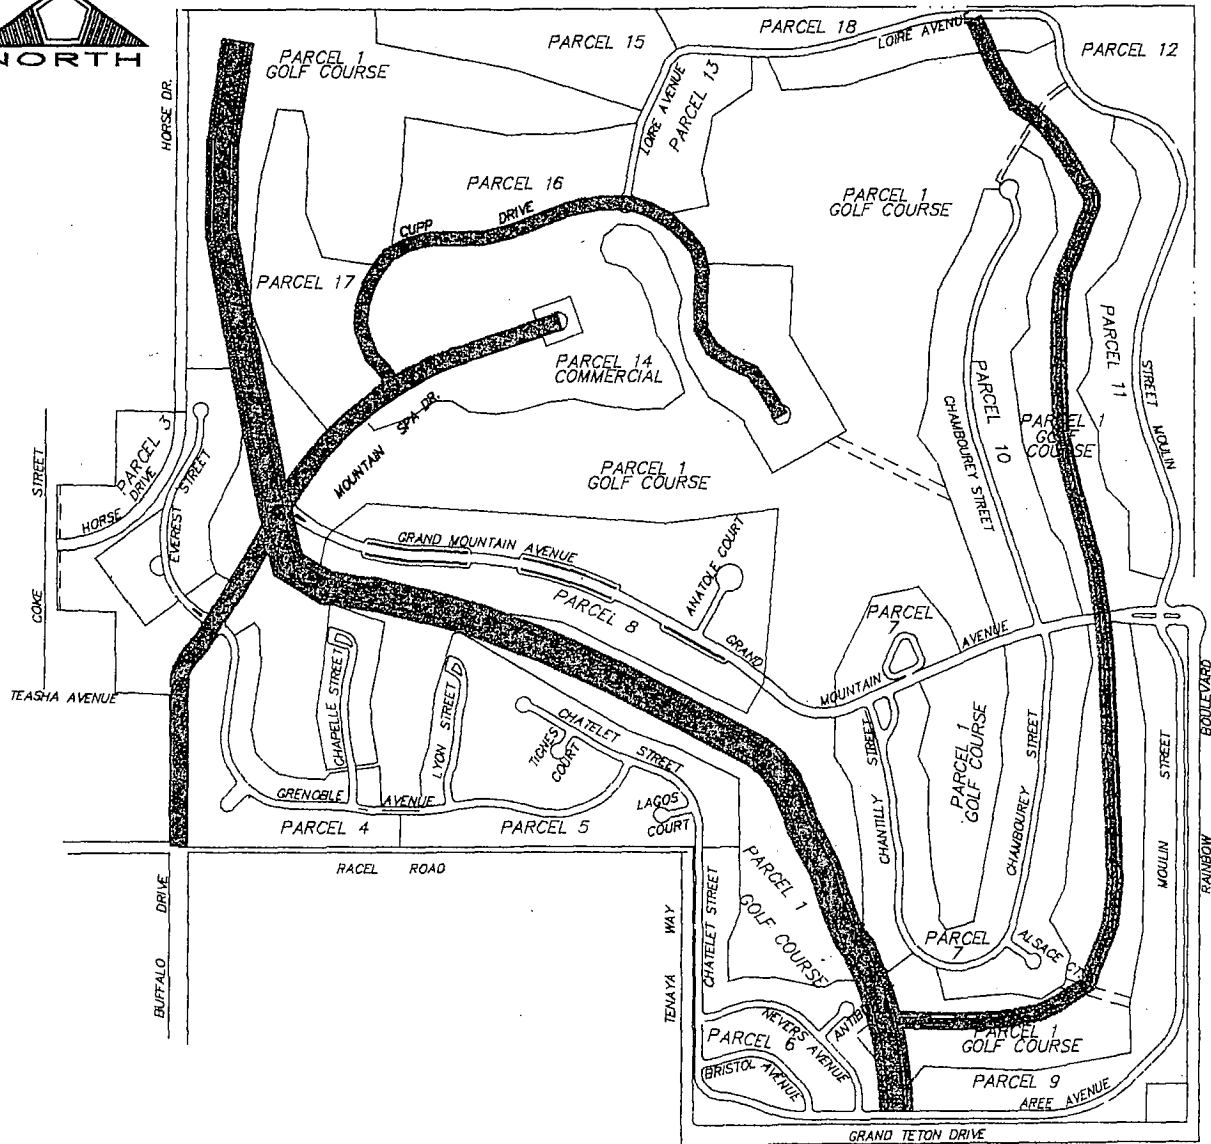 NORTH
HORSE DR.
PARCEL 1
GOLF COURSE
PARCEL 15
PARCEL 18
LOIRE AVENUE
PARCEL 12
LOIRE AVENUE
PARCEL 13
PARCEL 16
CUPP DRIVE
PARCEL 1
GOLF COURSE
PARCEL 17
PARCEL 14
COMMERCIAL
MOUNTAIN SPA DR.
PARCEL 11
STREET MOULIN
PARCEL 10
CHAMBOUREY STREET
PARCEL 1
GOLF
COURSE
PARCEL 3
HORSE DRIVE
EVEREST STREET
COKE STREET
PARCEL 1
GOLF COURSE
GRAND MOUNTAIN AVENUE
ANATOLE COURT
PARCEL 8
GRAND MOUNTAIN AVENUE
PARCEL
7
TEASHA AVENUE
CHAPELLE STREET
LYON STREET
CHATELET STREET
TIGNES
COURT
CHANTILLY STREET
PARCEL 1
GOLF COURSE
CHAMBOUREY STREET
MOULIN STREET
RAINBOW BOULEVARD
GRENOBLE AVENUE
LAGOS
COURT
PARCEL 4
PARCEL 5
RACEL ROAD
BUFFALO DRIVE
TENAYA WAY
CHATELET STREET
PARCEL 1
GOLF COURSE
PARCEL
7
ALSACE CT.
NEVERS AVENUE
PARCEL 6
BRISTOL AVENUE
PARCEL 1
GOLF COURSE
PARCEL 9
AREE AVENUE
GRAND TETON DRIVE